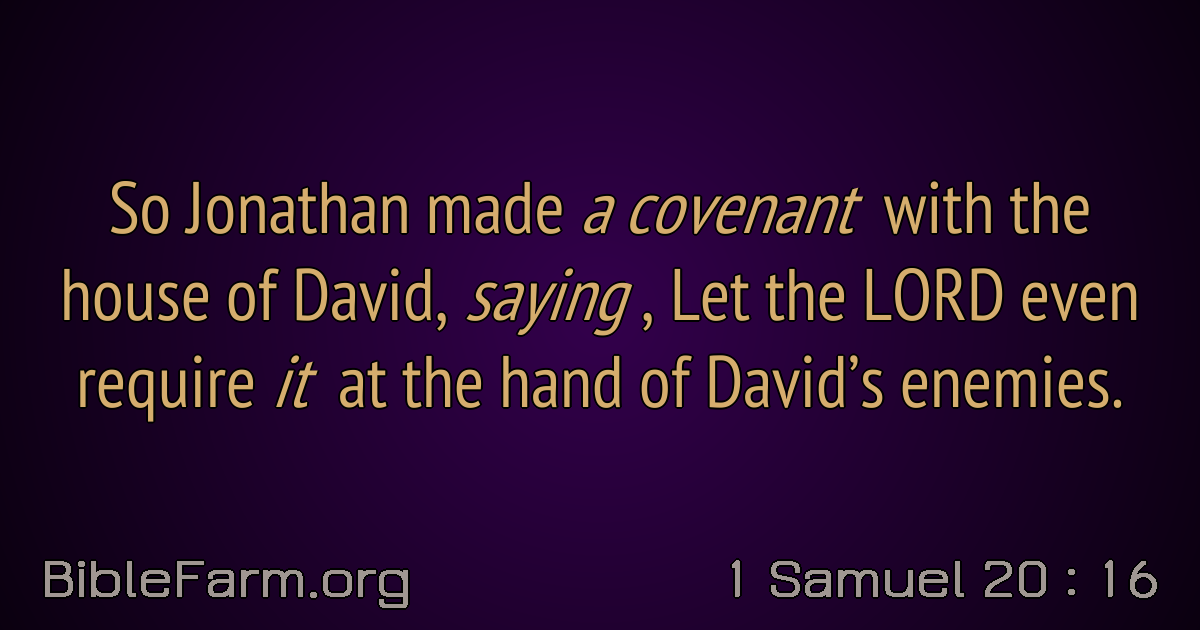 So Jonathan made a covenant with the
house of David, saying , Let the LORD even
require it at the hand of David’s enemies.
BibleFarm.org
1 Samuel 20 : 16